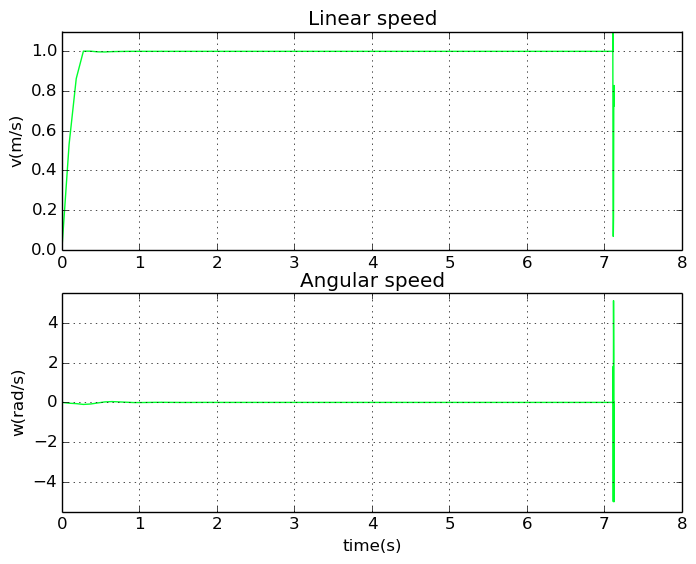 Linear speed
v(m/s)
1.0
0.8
0.6
0.4
0.2
0.0
0 1 2 3 4 5 6 7 8
Angular speed
w(rad/s)
4
2
0
−2
−4
0 1 2 3 4 5 6 7 8
time(s)